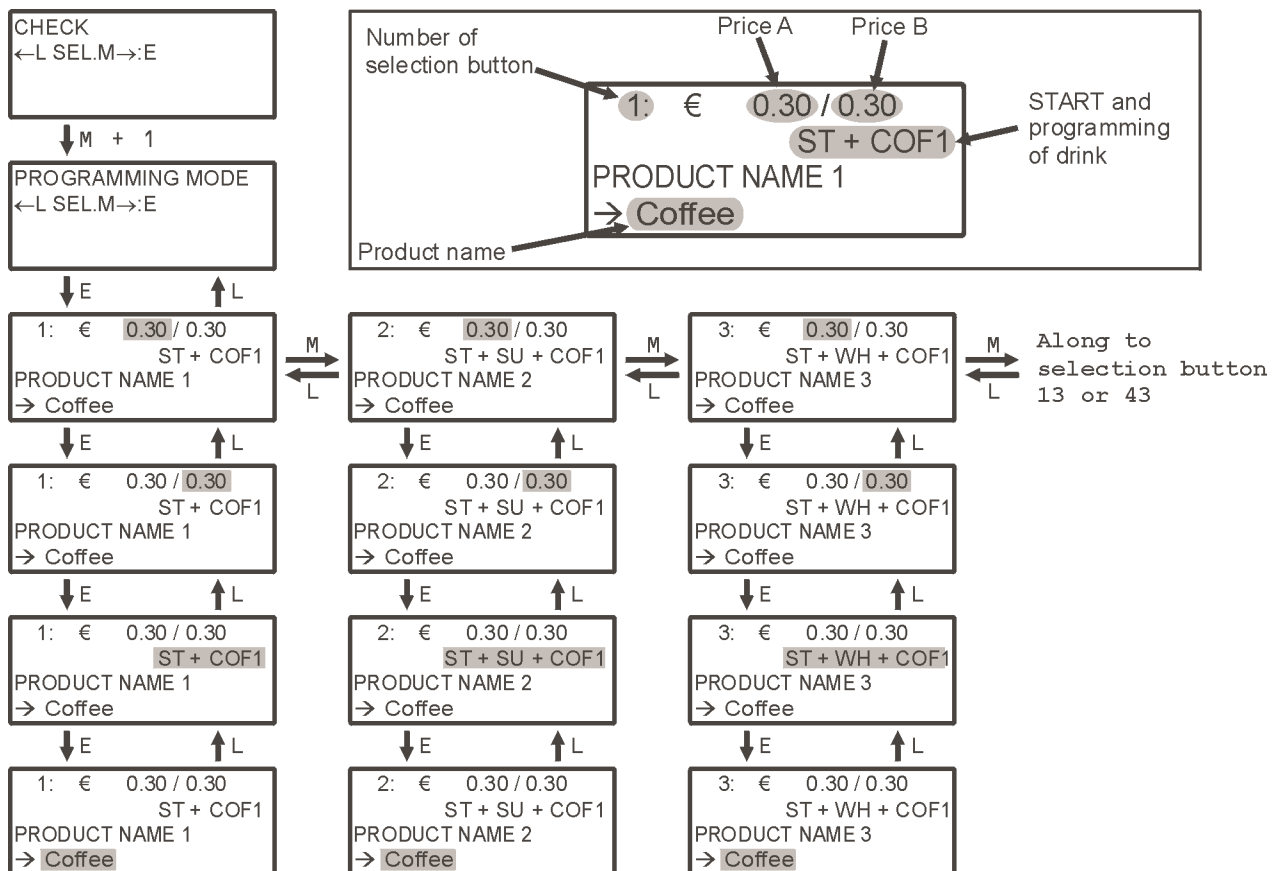 CHECK
←L SEL.M→:E
M + 1
PROGRAMMING MODE
←L SEL.M→:E
E L
Number of
selection button
Price A
Price B
1: € 0.30 / 0.30
ST + COF1
PRODUCT NAME 1
→ Coffee
START and
programming
of drink
Product name
1: € 0.30 / 0.30
ST + COF1
PRODUCT NAME 1
→ Coffee
M
L
2: € 0.30 / 0.30
ST + SU + COF1
PRODUCT NAME 2
→ Coffee
M
L
3: € 0.30 / 0.30
ST + WH + COF1
PRODUCT NAME 3
→ Coffee
M
L
Along to
selection button
13 or 43
E L
E L
E L
1: € 0.30 / 0.30
ST + COF1
PRODUCT NAME 1
→ Coffee
2: € 0.30 / 0.30
ST + SU + COF1
PRODUCT NAME 2
→ Coffee
3: € 0.30 / 0.30
ST + WH + COF1
PRODUCT NAME 3
→ Coffee
E L
E L
E L
1: € 0.30 / 0.30
ST + COF1
PRODUCT NAME 1
→ Coffee
2: € 0.30 / 0.30
ST + SU + COF1
PRODUCT NAME 2
→ Coffee
3: € 0.30 / 0.30
ST + WH + COF1
PRODUCT NAME 3
→ Coffee
E L
E L
E L
1: € 0.30 / 0.30
ST + COF1
PRODUCT NAME 1
→ Coffee
2: € 0.30 / 0.30
ST + SU + COF1
PRODUCT NAME 2
→ Coffee
3: € 0.30 / 0.30
ST + WH + COF1
PRODUCT NAME 3
→ Coffee